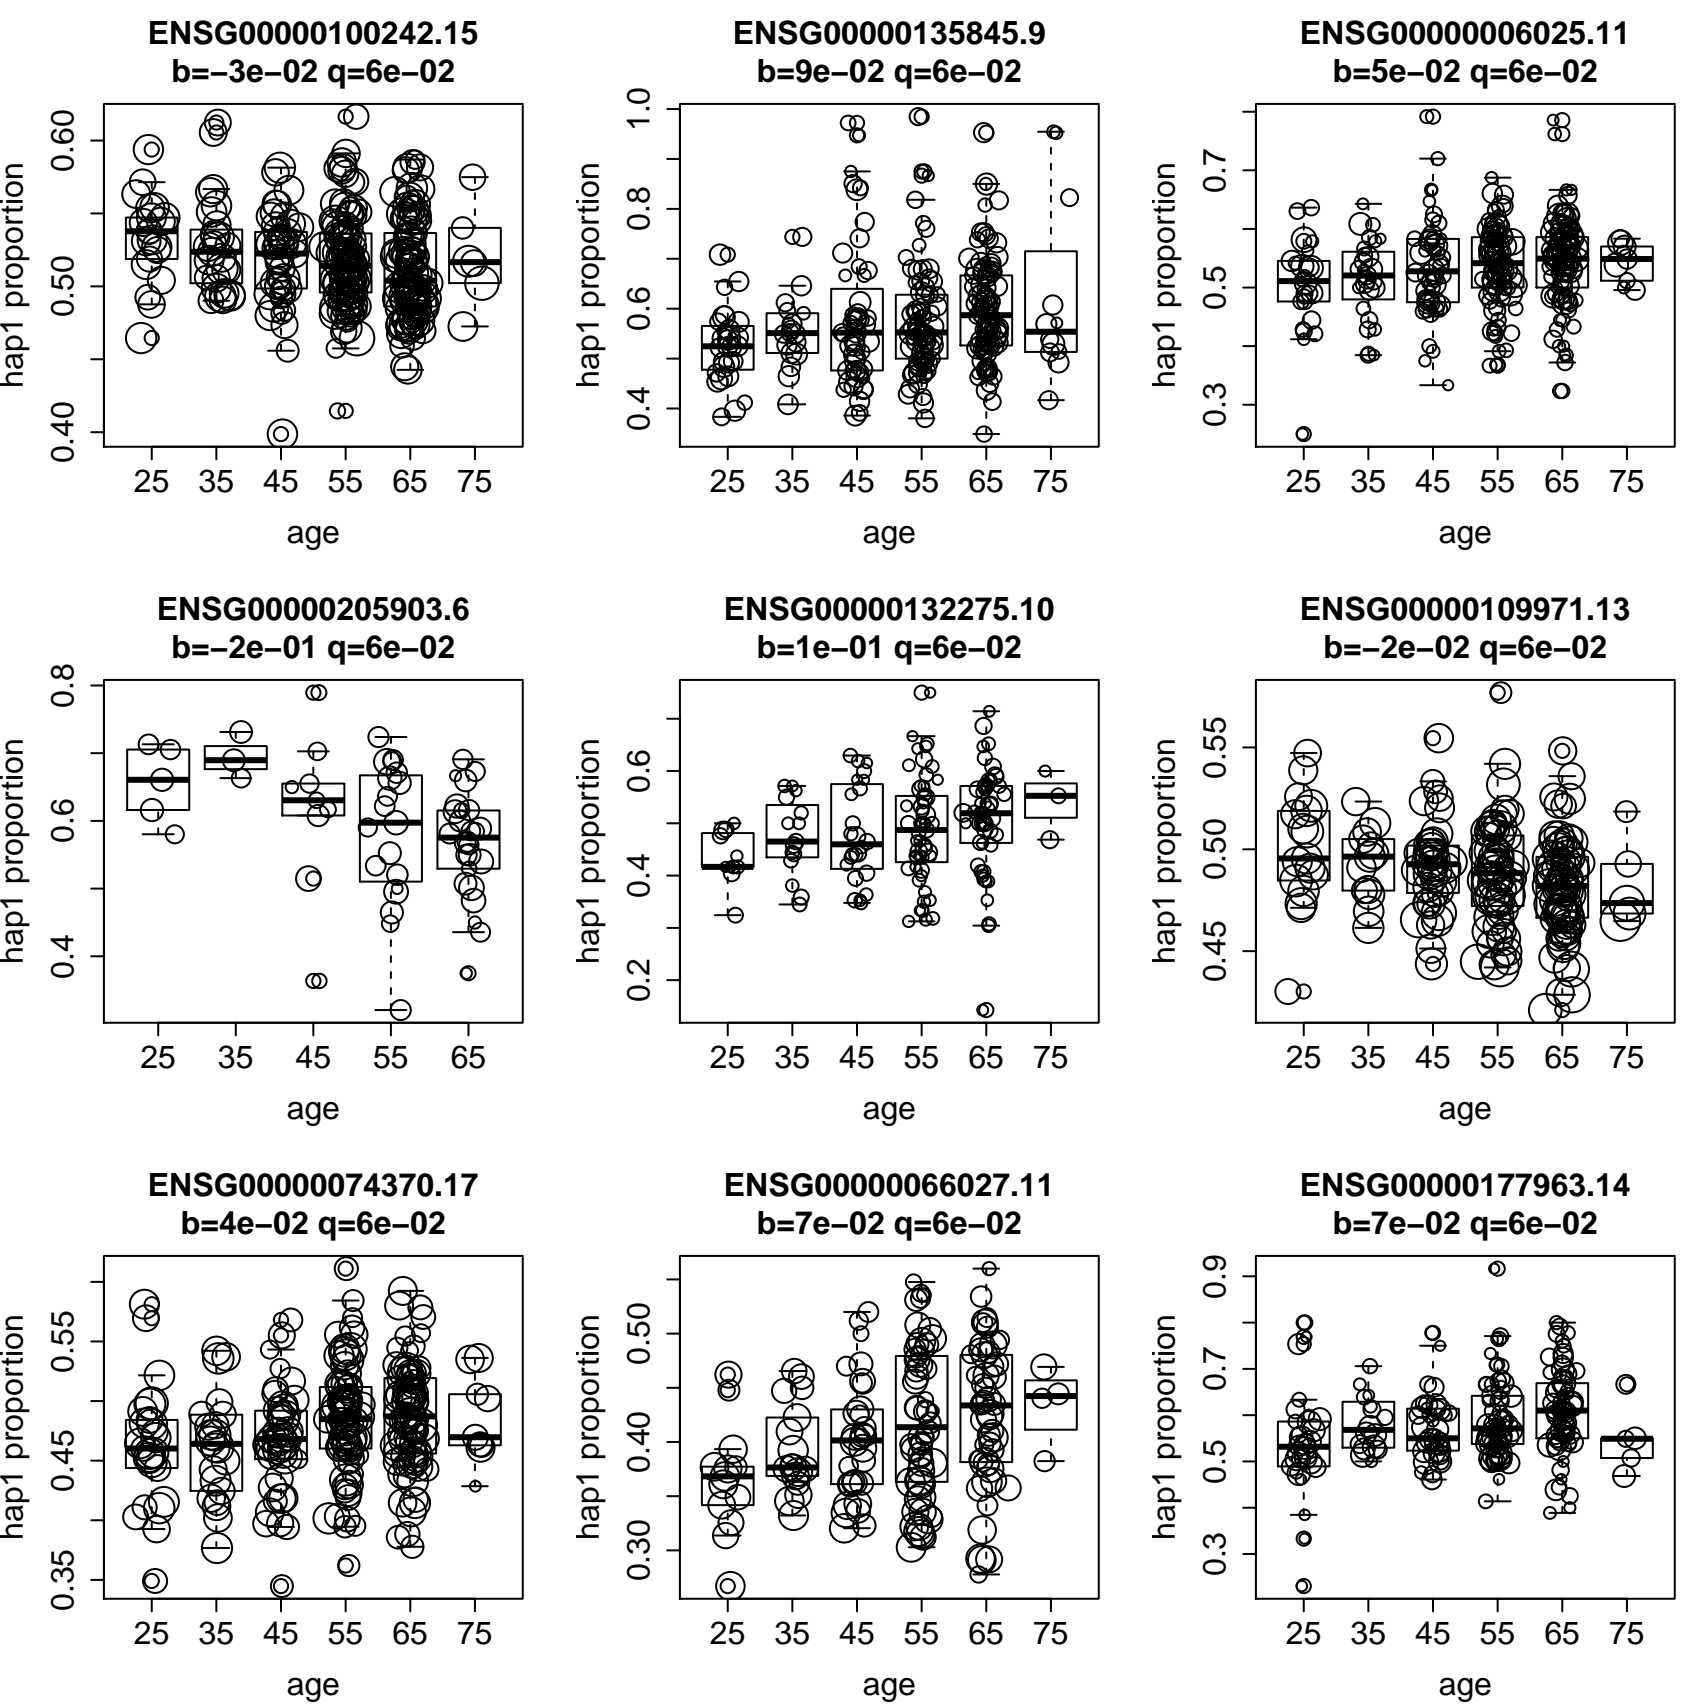 ENSG00000100242.15
b=−3e−02 q=6e−02
hap1 proportion
0.40 0.50 0.60
25 35 45 55 65 75
age
ENSG00000135845.9
b=9e−02 q=6e−02
hap1 proportion
0.4 0.6 0.8 1.0
25 35 45 55 65 75
age
ENSG00000006025.11
b=5e−02 q=6e−02
hap1 proportion
0.3 0.5 0.7
25 35 45 55 65 75
age
ENSG00000205903.6
b=−2e−01 q=6e−02
hap1 proportion
0.4 0.6 0.8
25 35 45 55 65
age
ENSG00000132275.10
b=1e−01 q=6e−02
hap1 proportion
0.2 0.4 0.6
25 35 45 55 65 75
age
ENSG00000109971.13
b=−2e−02 q=6e−02
hap1 proportion
0.45 0.50 0.55
25 35 45 55 65 75
age
ENSG00000074370.17
b=4e−02 q=6e−02
hap1 proportion
0.35 0.45 0.55
25 35 45 55 65 75
age
ENSG00000066027.11
b=7e−02 q=6e−02
hap1 proportion
0.30 0.40 0.50
25 35 45 55 65 75
age
ENSG00000177963.14
b=7e−02 q=6e−02
hap1 proportion
0.3 0.5 0.7 0.9
25 35 45 55 65 75
age